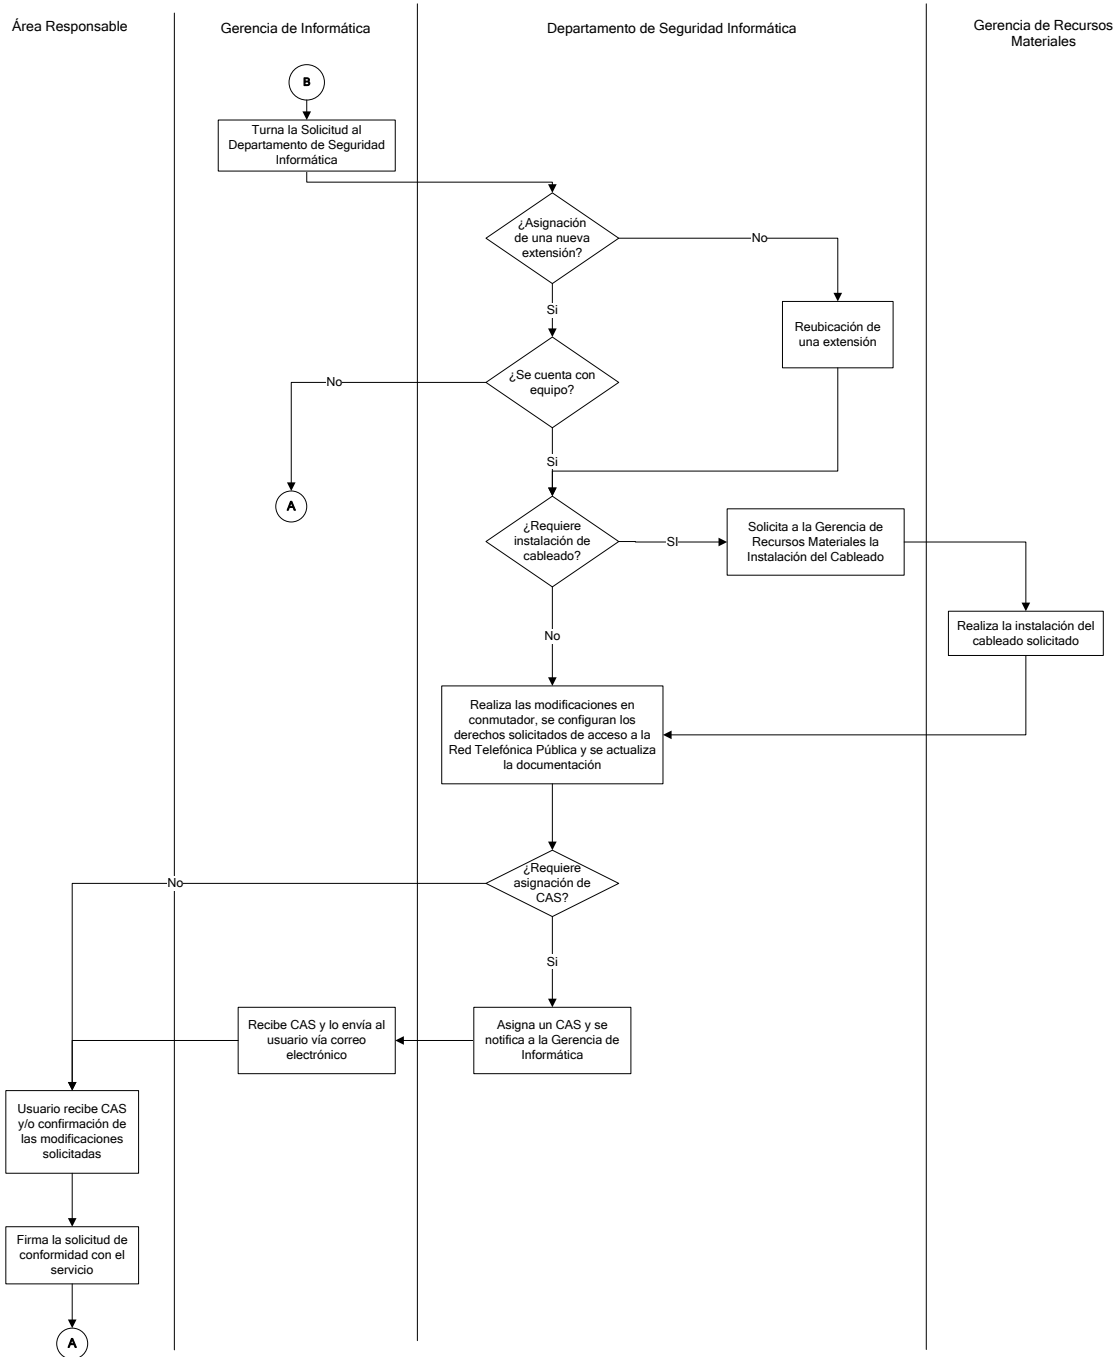 Área Responsable
Gerencia de Informática
Departamento de Seguridad Informática
Gerencia de Recursos
Materiales
B
Turna la Solicitud al
Departamento de Seguridad
Informática
¿Asignación
de una nueva
extensión?
No
Si
Reubicación de
una extensión
¿Se cuenta con
equipo?
No
Si
A
¿Requiere
instalación de
cableado?
SI
Solicita a la Gerencia de
Recursos Materiales la
Instalación del Cableado
Realiza la instalación del
cableado solicitado
No
Realiza las modificaciones en
conmutador, se configuran los
derechos solicitados de acceso a la
Red Telefónica Pública y se actualiza
la documentación
¿Requiere
asignación de
CAS?
No
Si
Asigna un CAS y se
notifica a la Gerencia de
Informática
Recibe CAS y lo envía al
usuario vía correo
electrónico
Usuario recibe CAS
y/o confirmación de
las modificaciones
solicitadas
Firma la solicitud de
conformidad con el
servicio
A